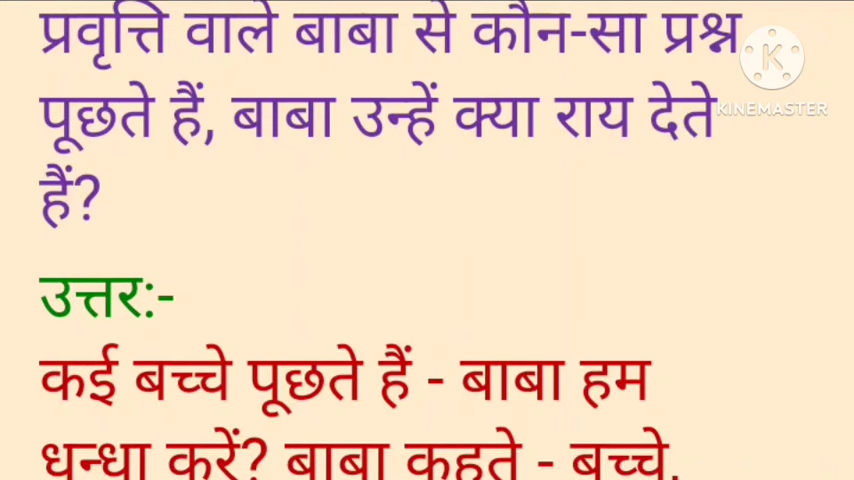 प्रवृत्ति वाले बाबा से कौन-सा प्रश्न
पूछते हैं, बाबा उन्हें क्या राय देते
हैं?
K
KINEMASTER
उत्तर:-
कई बच्चे पूछते हैं - बाबा हम
धन्धा करें? बाबा कहते - बच्चे,